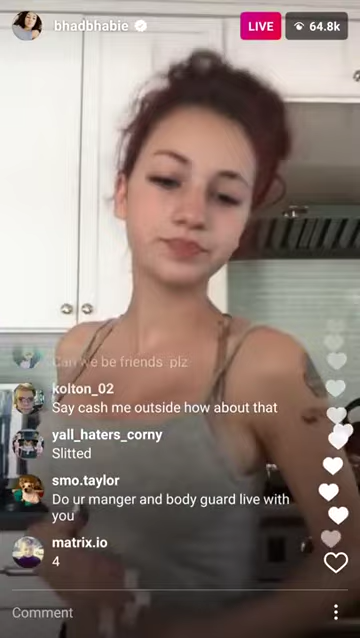 bhadbhabie
LIVE
64.8k
Can we be friends plz
kolton_02
Say cash me outside how about that
yall_haters_corny
Slitted
smo.taylor
Do ur manger and body guard live with
you
matrix.io
4
Comment